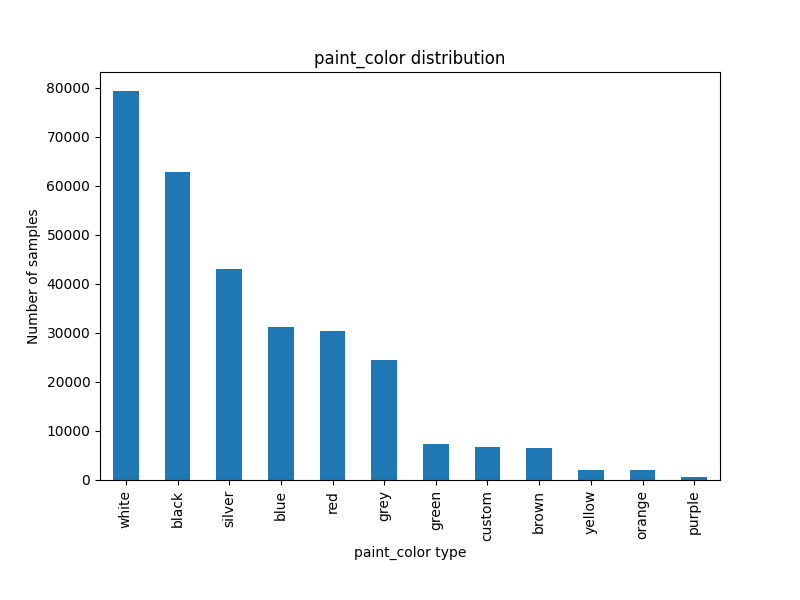 paint_color distribution
80000
70000
60000
50000
40000
30000
20000
10000
0
Number of samples
white
black
silver
blue
red
grey
green
custom
brown
yellow
orange
purple
paint_color type